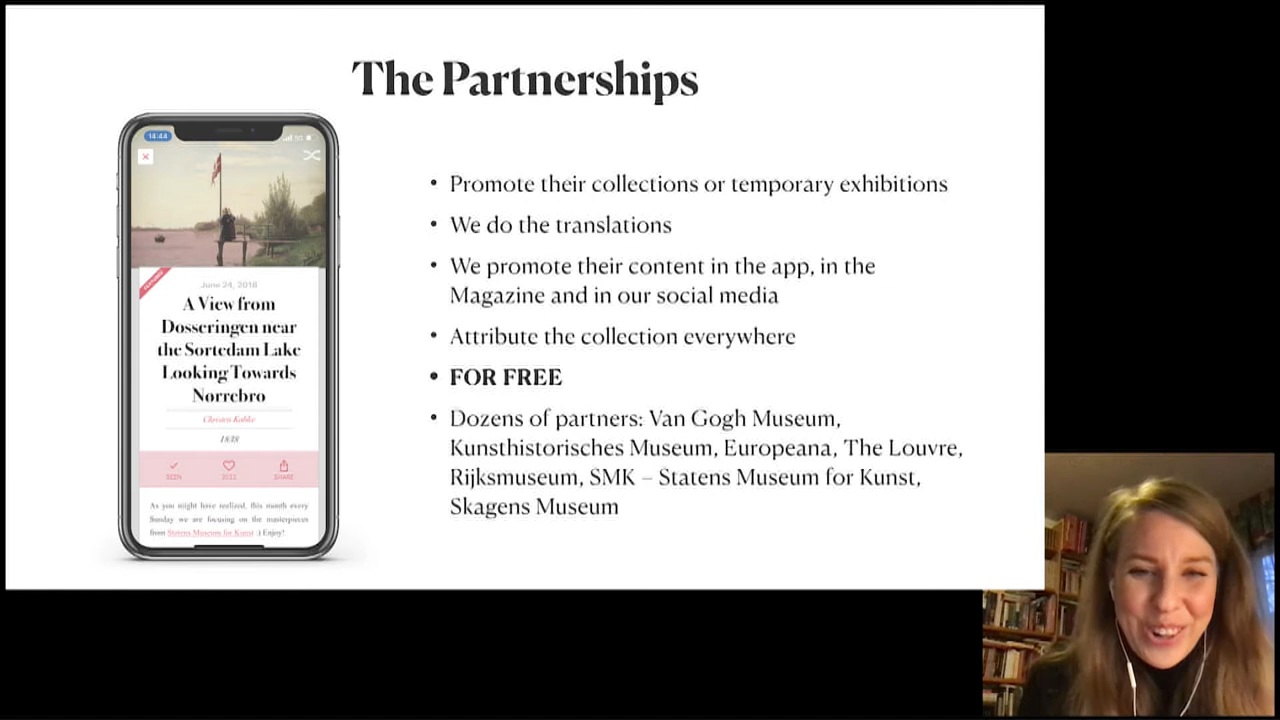 The Partnerships
14:44
5G
FEATURED
June 24, 2018
A View from
Dosseringen near
the Sortedam Lake
Looking Towards
Nørrebro
Christen Købke
1838
SEEN
SHARE
As you might have realized, this month every
Sunday we are focusing on the masterpieces
from Statens Museum for Kunst :) Enjoy!
• Promote their collections or temporary exhibitions
• We do the translations
• We promote their content in the app, in the
Magazine and in our social media
• Attribute the collection everywhere
• FOR FREE
• Dozens of partners: Van Gogh Museum,
Kunsthistorisches Museum, Europeana, The Louvre,
Rijksmuseum, SMK – Statens Museum for Kunst,
Skagens Museum